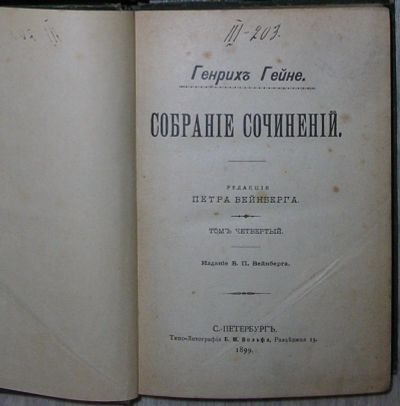 III-203.
Генрихъ Гейне.
СОБРАНІЕ СОЧИНЕНІЙ.
РЕДАКЦІЯ
ПЕТРА ВЕЙНБЕРГА.
ТОМЪ ЧЕТВЕРТЫЙ.
Изданіе В. П. Вейнберга.
С.-ПЕТЕРБУРГЪ.
Типо-Литографія Б. М. Вольфа, Разъѣзжая 15.
1899.